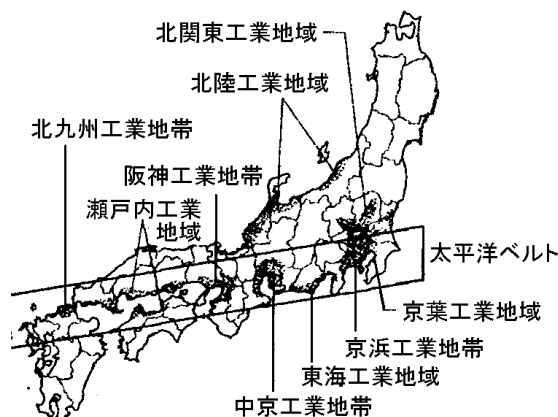 北関東工業地域
北陸工業地域
北九州工業地帯
阪神工業地帯
瀬戸内工業
地域
太平洋ベルト
京葉工業地域
京浜工業地帯
東海工業地域
中京工業地帯